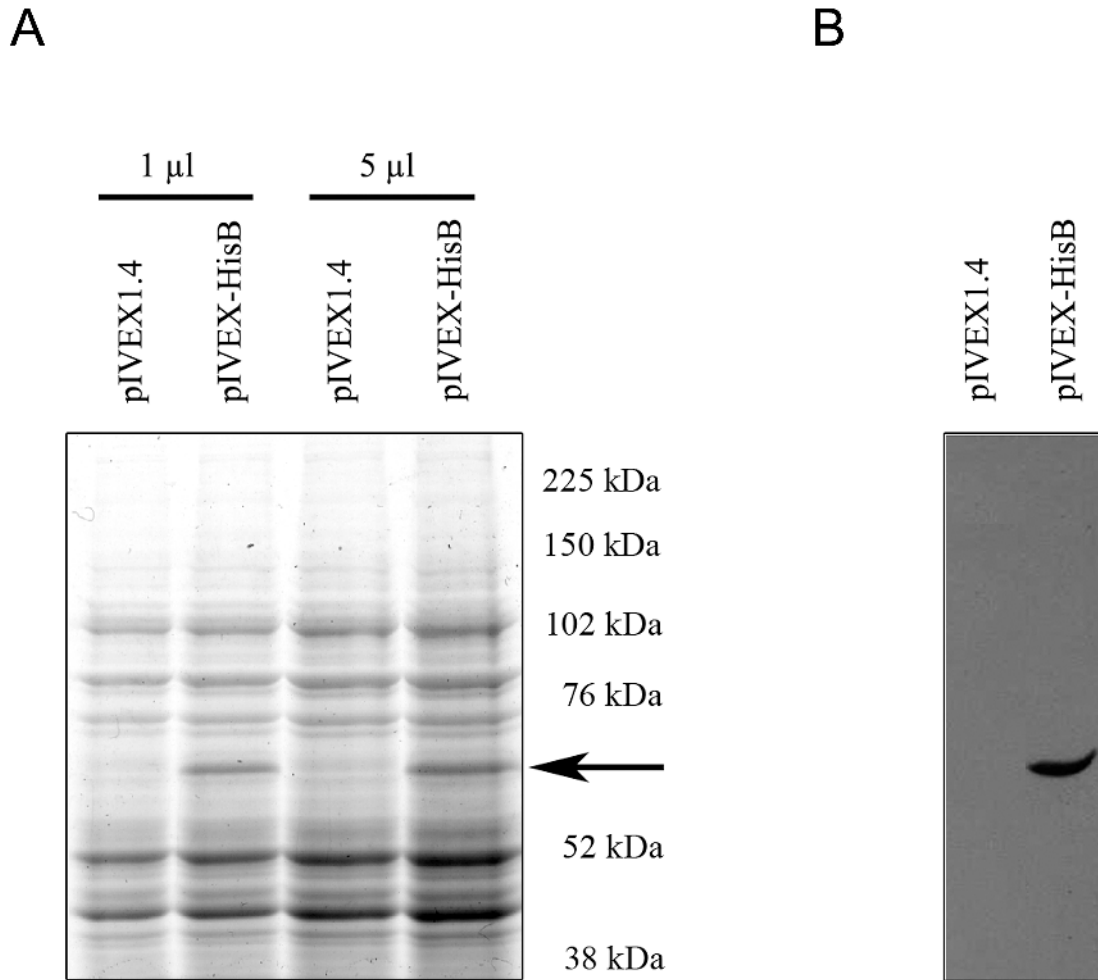 A
B
1 µl
5 µl
pIVEX1.4
pIVEX-HisB
pIVEX1.4
pIVEX-HisB
pIVEX1.4
pIVEX-HisB
225 kDa
150 kDa
102 kDa
76 kDa
52 kDa
38 kDa